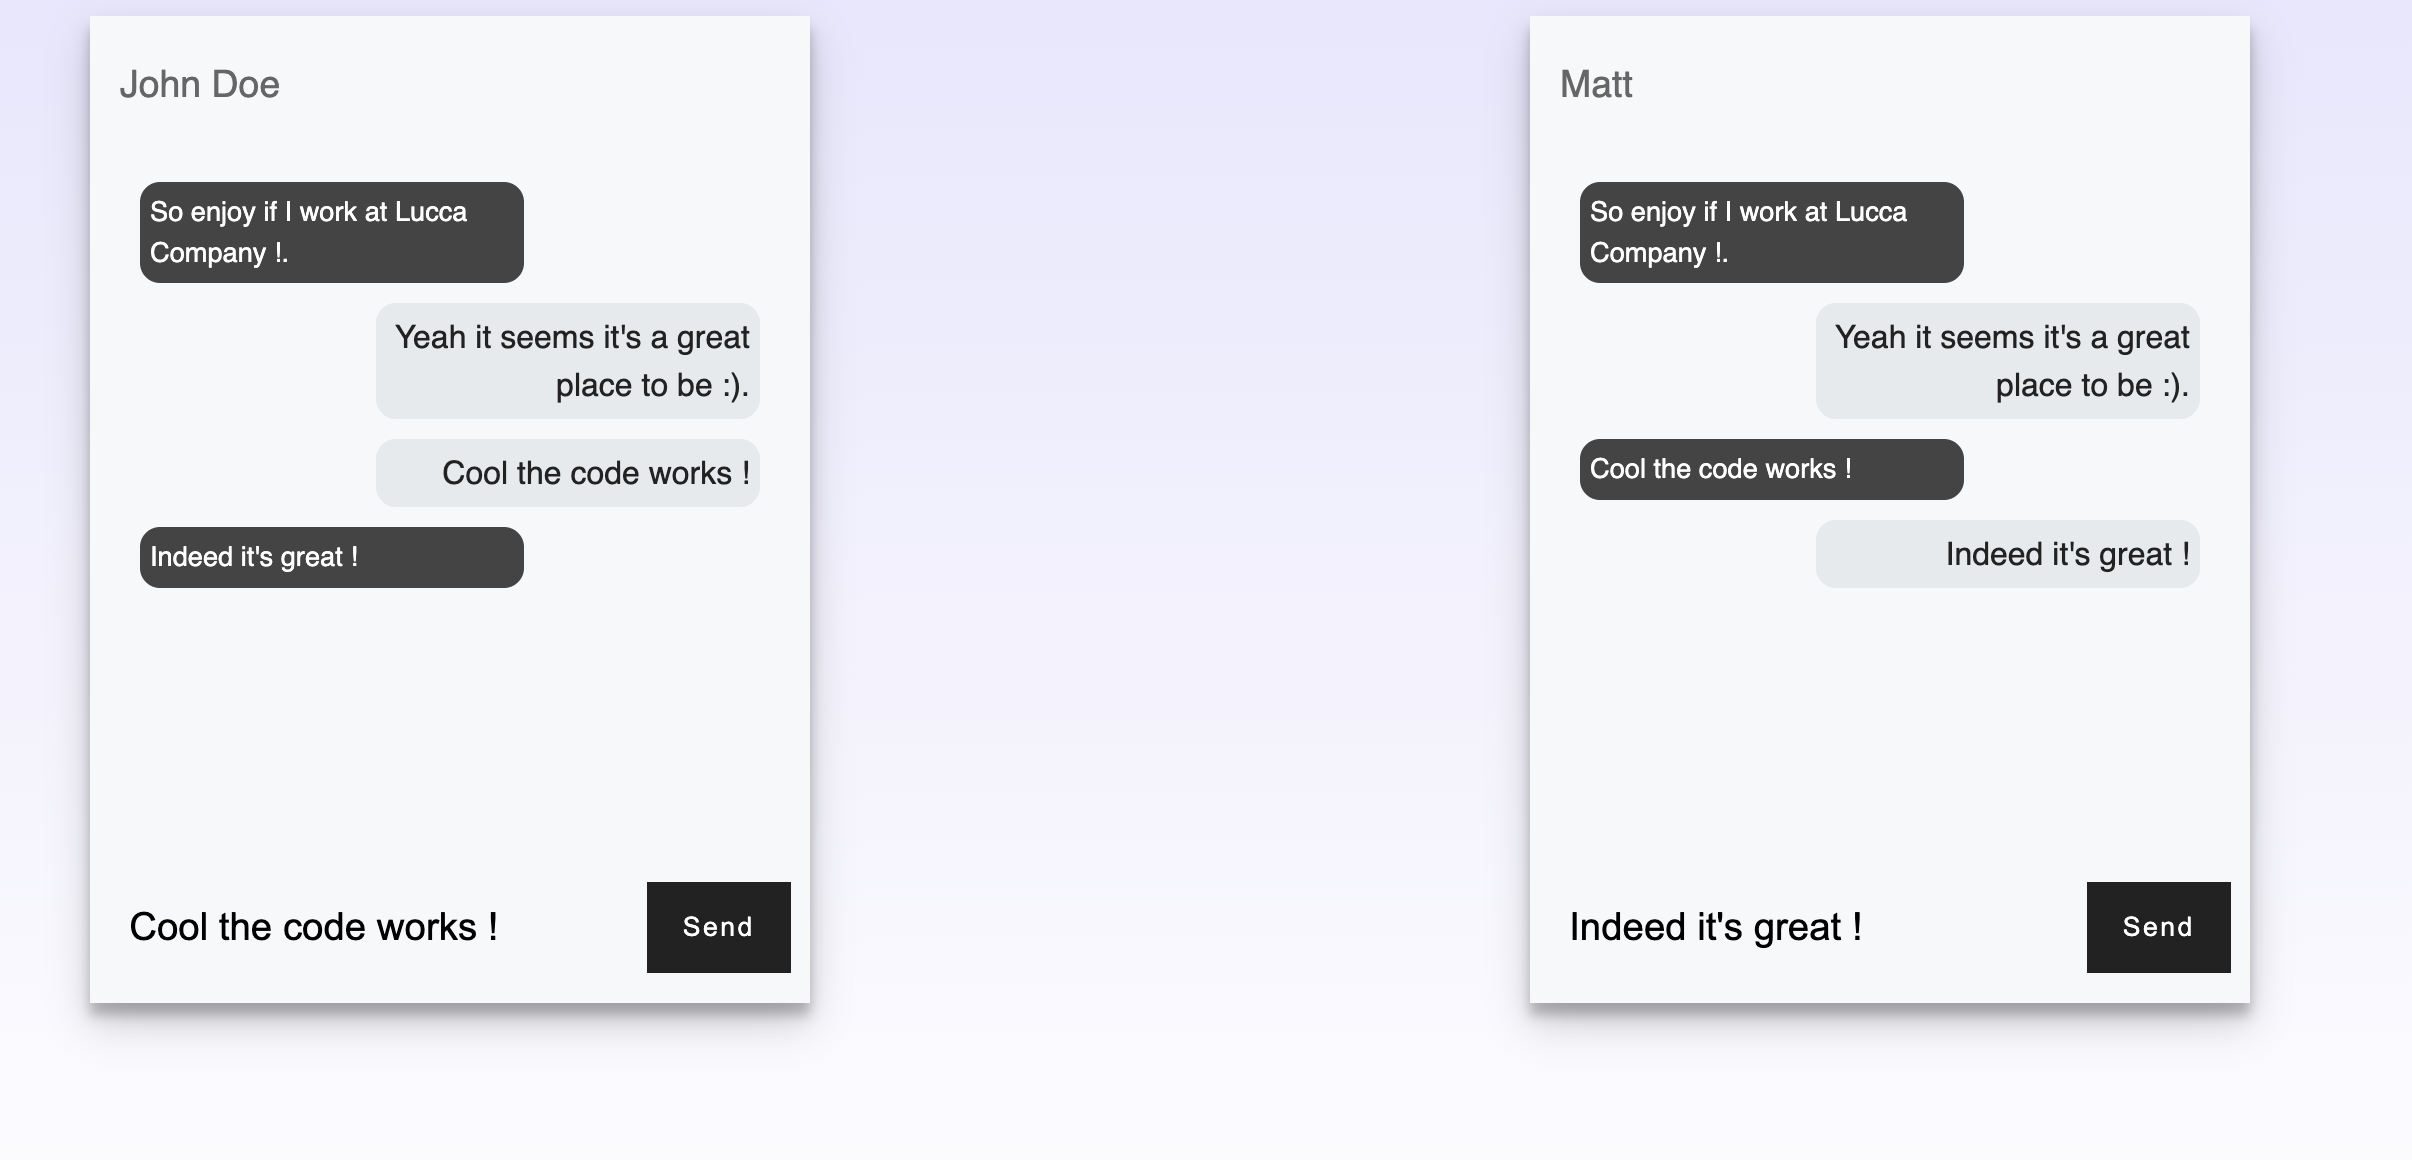 John Doe
So enjoy if I work at Lucca
Company !.
Yeah it seems it's a great
place to be :).
Cool the code works !
Indeed it's great !
Cool the code works !
Send
Matt
So enjoy if I work at Lucca
Company !.
Yeah it seems it's a great
place to be :).
Cool the code works !
Indeed it's great !
Indeed it's great !
Send